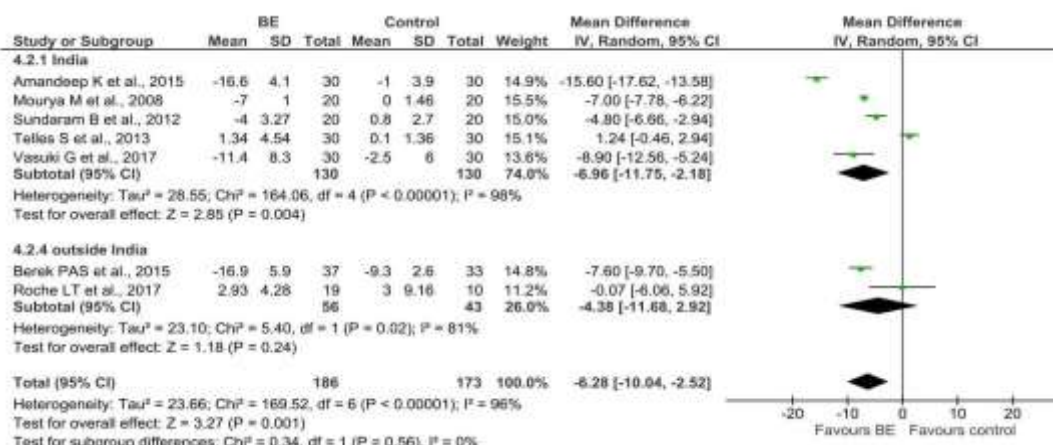 BE Control Mean Difference Mean Difference
Study or Subgroup Mean SD Total Mean SD Total Weight IV, Random, 95% CI IV, Random, 95% CI
4.2.1 India
Amandeep K et al., 2015 -16.6 4.1 30 -1 3.9 30 14.9% -15.60 [-17.62, -13.58]
Mourya M et al., 2008 -7 1 20 0 1.46 20 15.5% -7.00 [-7.78, -6.22]
Sundaram B et al., 2012 -4 3.27 20 0.8 2.7 20 15.0% -4.80 [-6.66, -2.94]
Telles S et al., 2013 1.34 4.54 30 0.1 1.36 30 15.1% 1.24 [-0.46, 2.94]
Vasuki G et al., 2017 -11.4 8.3 30 -2.5 6 30 13.6% -8.90 [-12.56, -5.24]
Subtotal (95% CI) 130 130 74.0% -6.96 [-11.75, -2.18]
Heterogeneity: Tau² = 28.55; Chi² = 164.06, df = 4 (P < 0.00001); I² = 98%
Test for overall effect: Z = 2.85 (P = 0.004)
4.2.4 outside India
Berek PAS et al., 2015 -16.9 5.9 37 -9.3 2.6 33 14.8% -7.60 [-9.70, -5.50]
Roche LT et al., 2017 2.93 4.28 19 3 9.16 10 11.2% -0.07 [-6.06, 5.92]
Subtotal (95% CI) 56 43 26.0% -4.38 [-11.68, 2.92]
Heterogeneity: Tau² = 23.10; Chi² = 5.40, df = 1 (P = 0.02); I² = 81%
Test for overall effect: Z = 1.18 (P = 0.24)
Total (95% CI) 186 173 100.0% -6.28 [-10.04, -2.52]
Heterogeneity: Tau² = 23.66; Chi² = 169.52, df = 6 (P < 0.00001); I² = 96%
Test for overall effect: Z = 3.27 (P = 0.001)
Test for subgroup differences: Chi² = 0.34, df = 1 (P = 0.56), I² = 0%
-20 -10 0 10 20
Favours BE Favours control